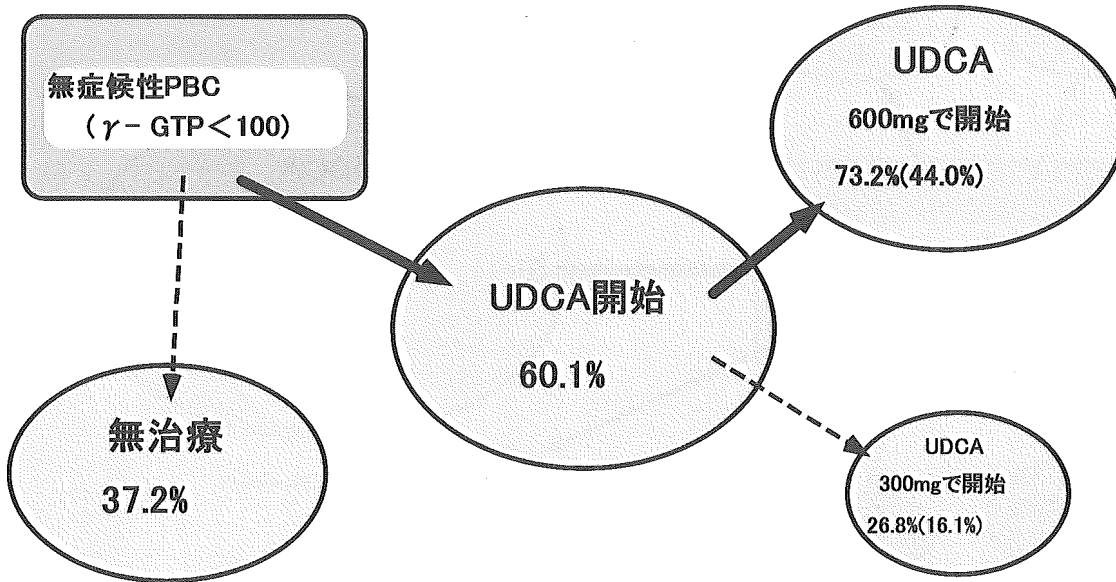 無症候性PBC
(γ- GTP<100)
UDCA
600mgで開始
73.2%(44.0%)
UDCA開始
60.1%
無治療
37.2%
UDCA
300mgで開始
26.8%(16.1%)